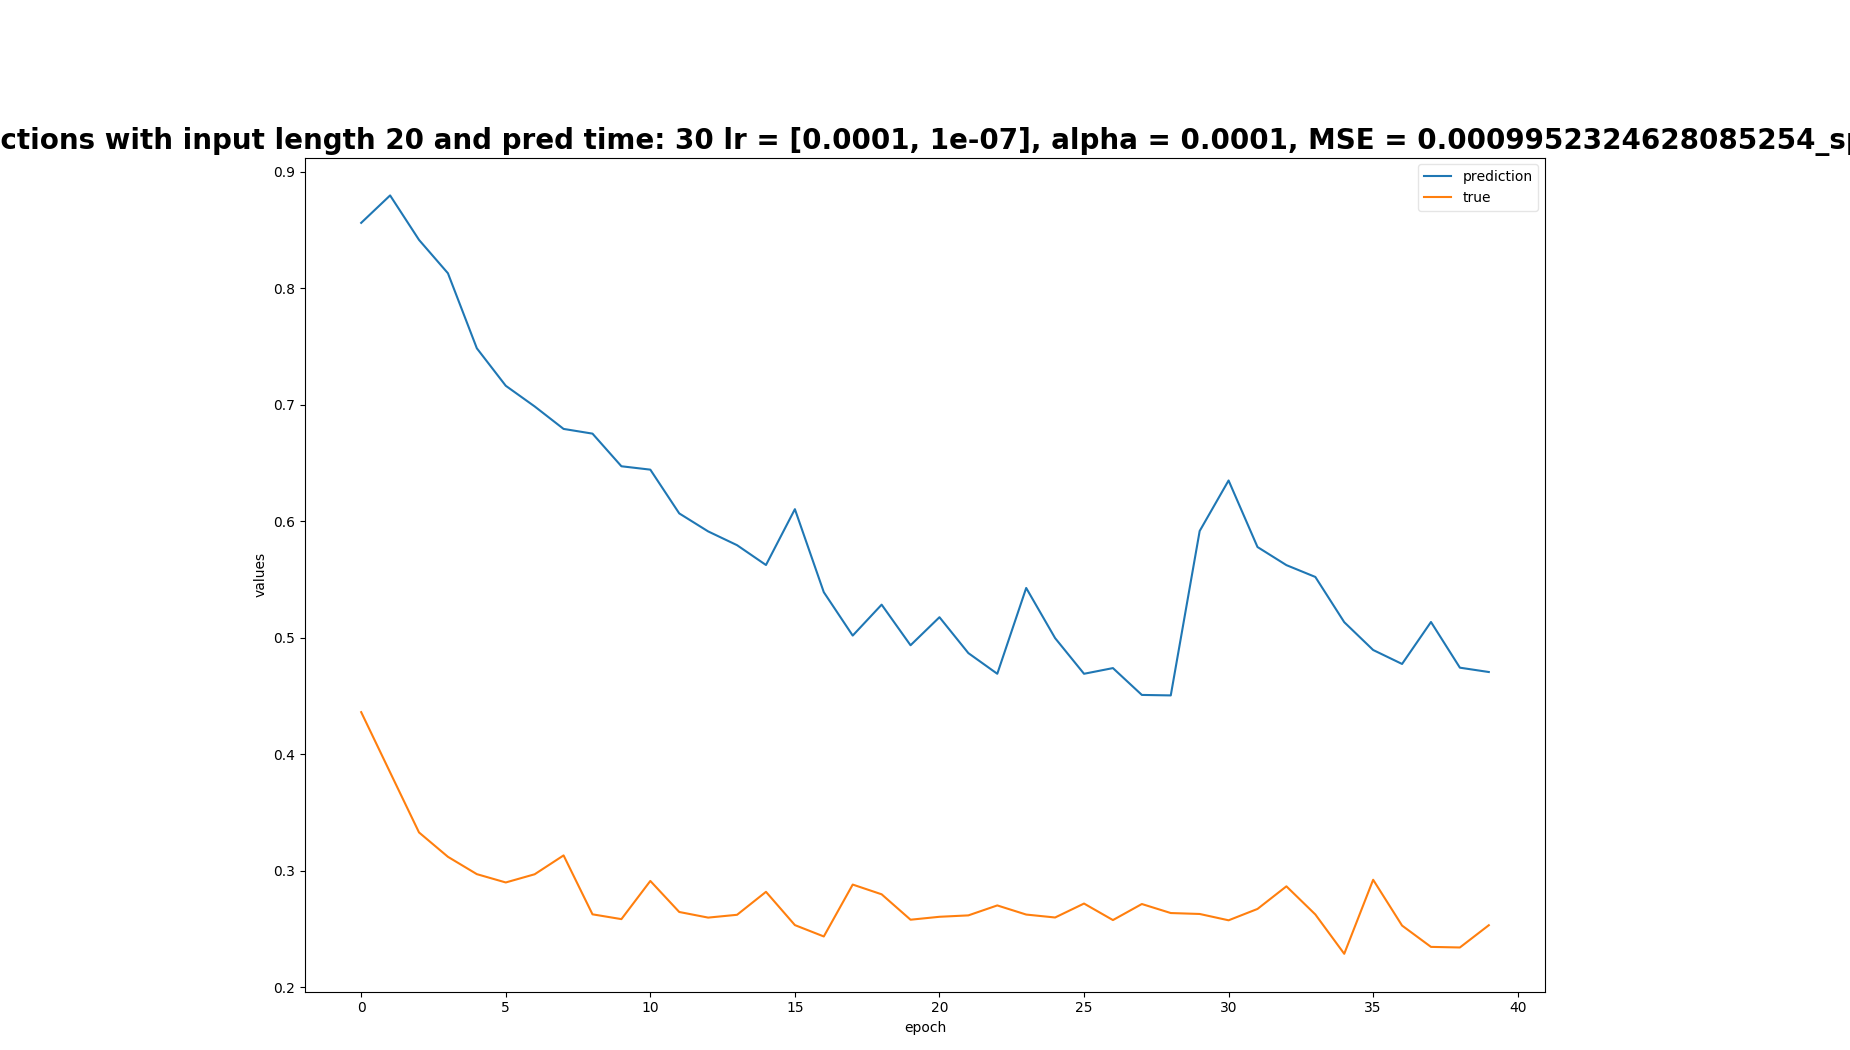 ctions with input length 20 and pred time: 30 lr = [0.0001, 1e-07], alpha = 0.0001, MSE = 0.0009952324628085254_sp
prediction
true
0.9
0.8
0.7
0.6
0.5
0.4
0.3
0.2
values
0 5 10 15 20 25 30 35 40
epoch